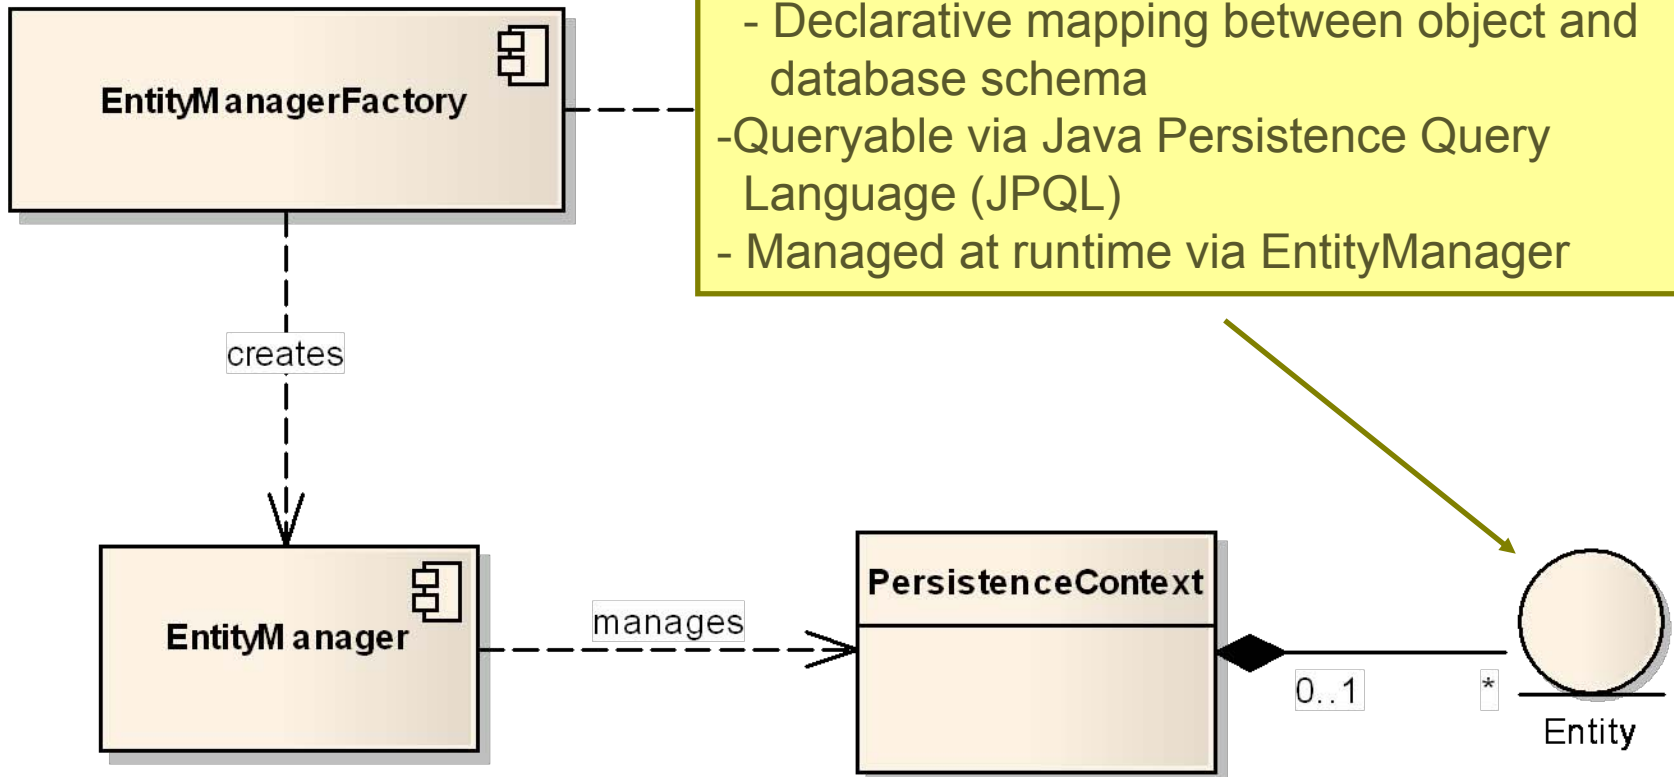 - Declarative mapping between object and
database schema
-Queryable via Java Persistence Query
Language (JPQL)
- Managed at runtime via EntityManager
EntityManagerFactory
creates
EntityManager
manages
PersistenceContext
0..1
*
Entity